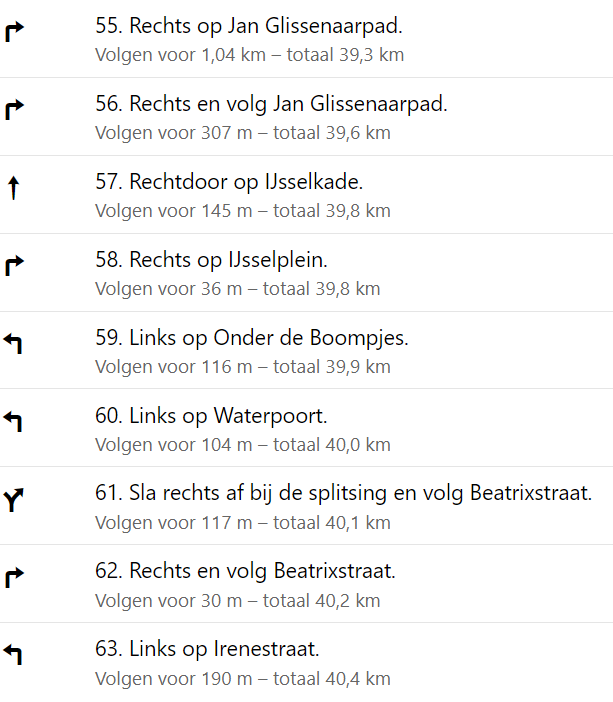 55. Rechts op Jan Glissenaarpad.
Volgen voor 1,04 km – totaal 39,3 km
56. Rechts en volg Jan Glissenaarpad.
Volgen voor 307 m – totaal 39,6 km
57. Rechtdoor op IJsselkade.
Volgen voor 145 m – totaal 39,8 km
58. Rechts op IJsselplein.
Volgen voor 36 m – totaal 39,8 km
59. Links op Onder de Boompjes.
Volgen voor 116 m – totaal 39,9 km
60. Links op Waterpoort.
Volgen voor 104 m – totaal 40,0 km
61. Sla rechts af bij de splitsing en volg Beatrixstraat.
Volgen voor 117 m – totaal 40,1 km
62. Rechts en volg Beatrixstraat.
Volgen voor 30 m – totaal 40,2 km
63. Links op Irenestraat.
Volgen voor 190 m – totaal 40,4 km